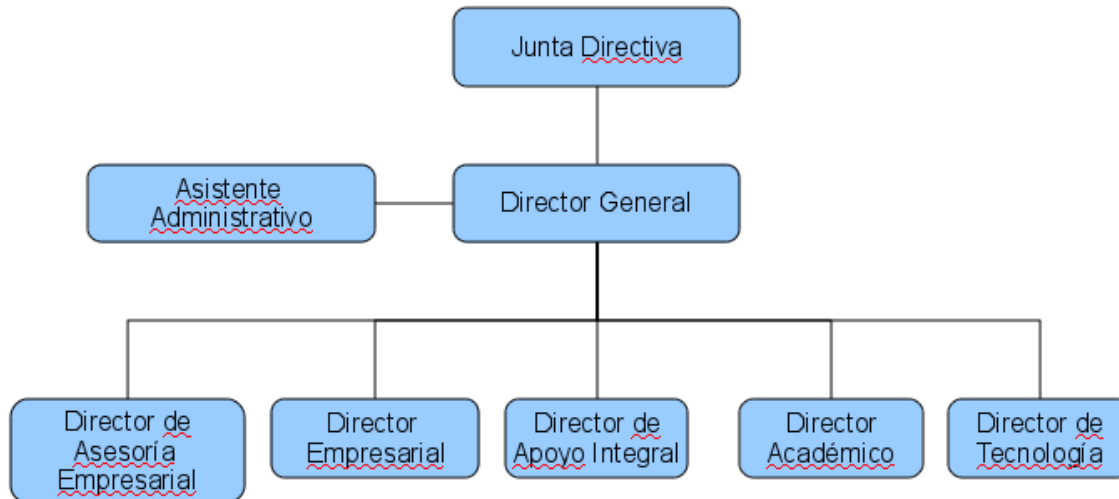 Junta Directiva
Asistente
Administrativo
Director General
Director de
Asesoría
Empresarial
Director
Empresarial
Director de
Apoyo Integral
Director
Académico
Director de
Tecnología